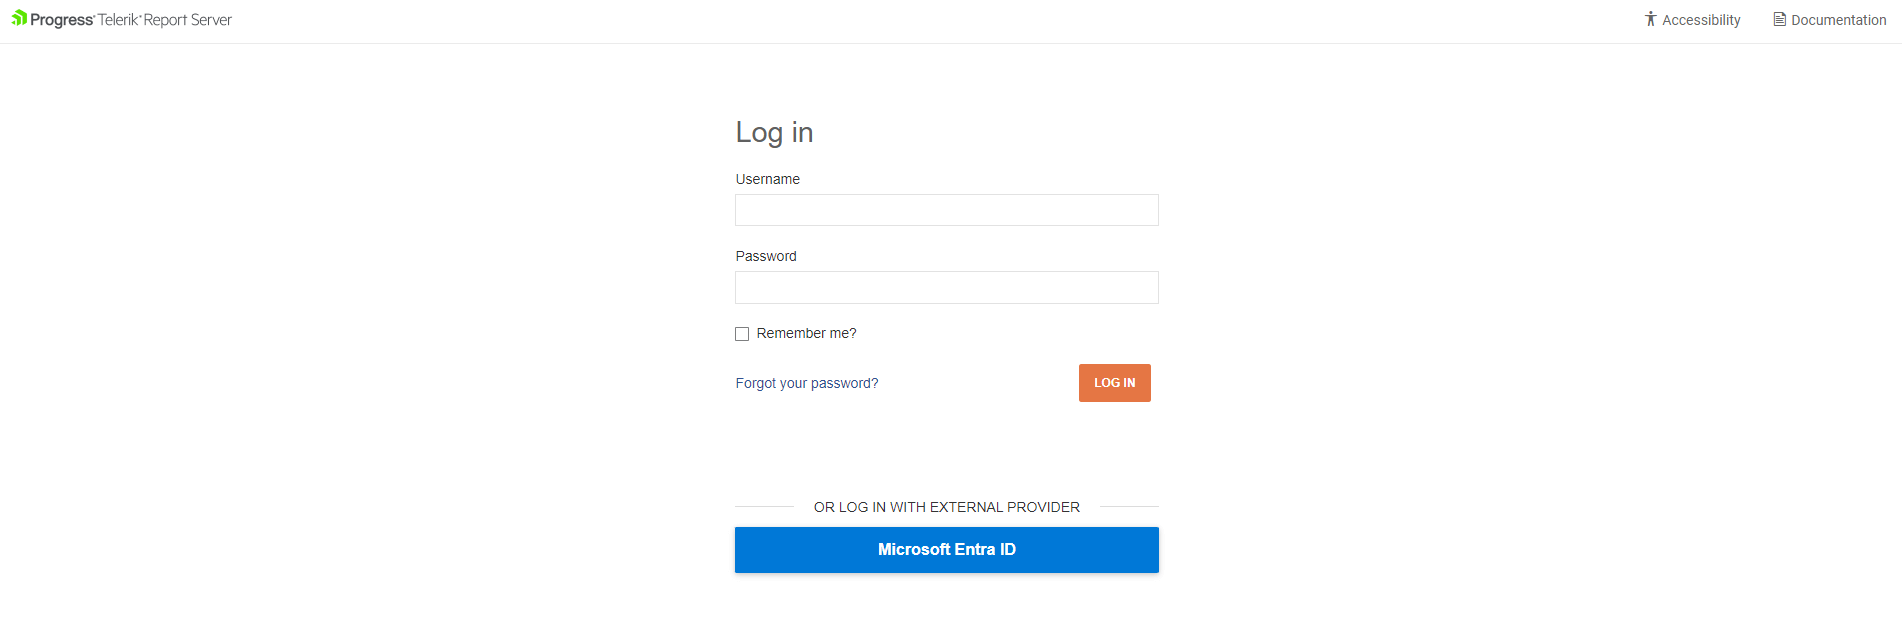 Progress® Telerik® Report Server
Accessibility
Documentation
Log in
Username
Password
Remember me?
Forgot your password?
LOG IN
OR LOG IN WITH EXTERNAL PROVIDER
Microsoft Entra ID